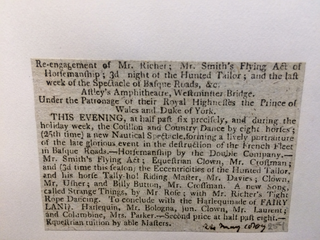 Re-engagement of Mr. Richer; Mr. Smith's Flying Act of
Horsemanship; 3d night of the Hunted Tailor; and the last
week of the Spectacle of Basque Roads, &c.
Astley's Amphitheatre, Westminster Bridge.
Under the Patronage of their Royal Highnesses the Prince of
Wales and Duke of York.
THIS EVENING, at half past six precisely, and during the
holiday week, the Cotillon and Country Dance by eight horses;
(25th time) a new Nautical Spectacle, forming a lively portraiture
of the late glorious event in the destruction of the French Fleet
in Basque Roads.—Horsemanship by the Double Company,—
Mr. Smith's Flying Act; Equestrian Clown, Mr. Crossman;
and (3d time this season, the Eccentricities of the Hunted Tailor,
and his horse Tally ho! Riding Master, Mr. Davies; Clown,
Mr. Usher; and Billy Button, Mr. Crossman. A new song,
called Strange Things, by Mr. Role; with Mr. Richer's Tight
Rope Dancing. To conclude with the Harlequinade of FAIRY
LAND. Harlequin, Mr. Bologna, jun. Clown, Mr. Laurent;
and Columbine, Mrs. Parker.—Second price at half past eight.—
Equestrian tuition by able Masters.
24 May 1809